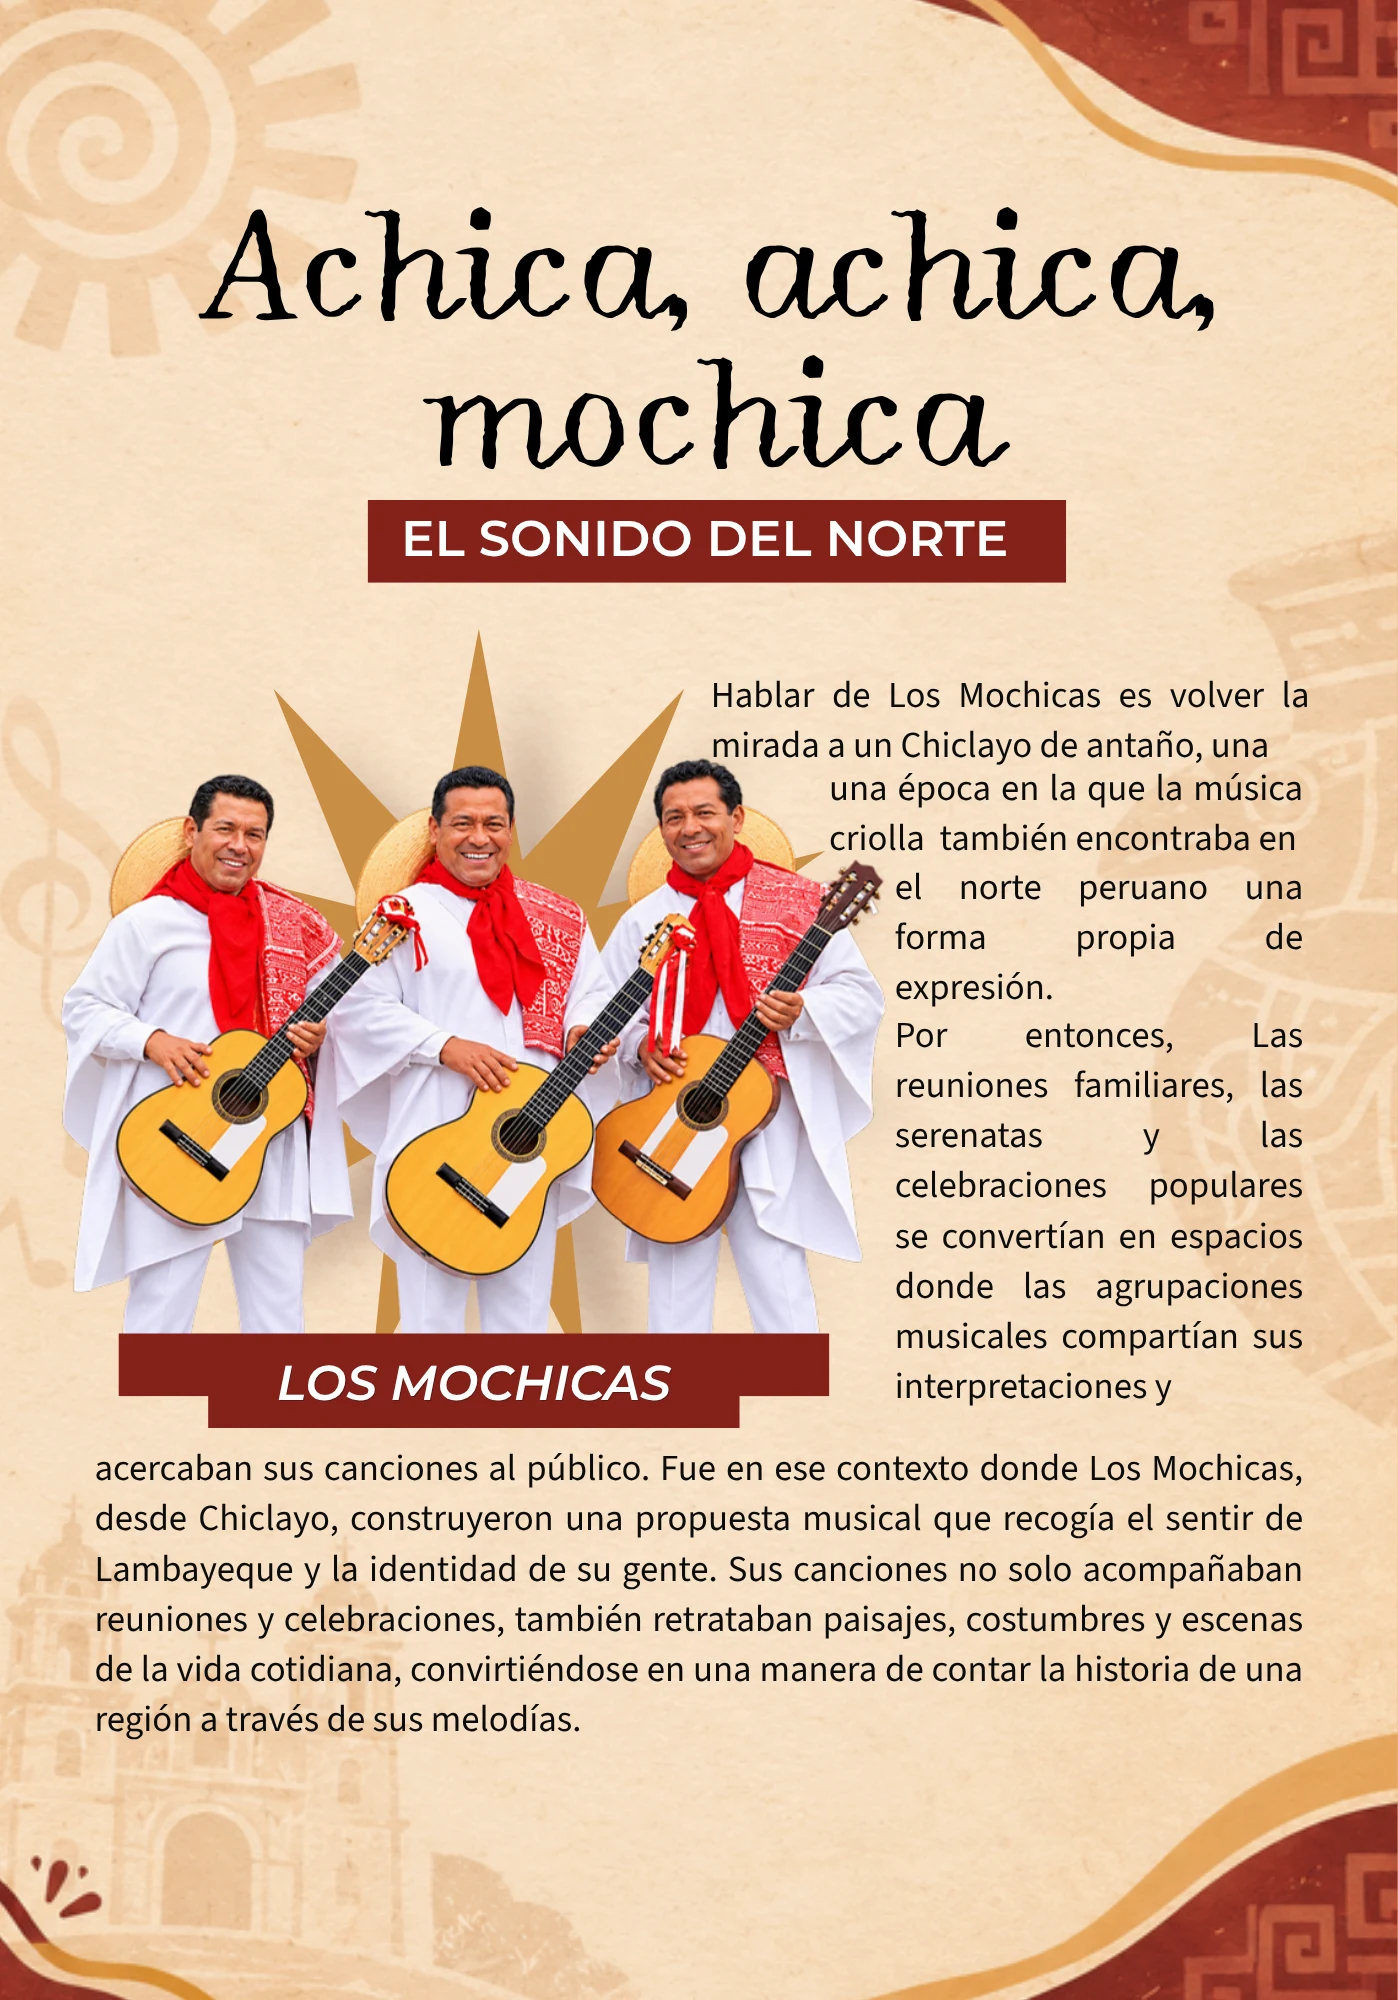 Achica, achica,
mochica
EL SONIDO DEL NORTE
Hablar de Los Mochicas es volver la
mirada a un Chiclayo de antaño, una
una época en la que la música
criolla también encontraba en
el norte peruano una
forma propia de
expresión.
Por entonces, Las
reuniones familiares, las
serenatas y las
celebraciones populares
se convertían en espacios
donde las agrupaciones
musicales compartían sus
interpretaciones y
LOS MOCHICAS
acercaban sus canciones al público. Fue en ese contexto donde Los Mochicas,
desde Chiclayo, construyeron una propuesta musical que recogía el sentir de
Lambayeque y la identidad de su gente. Sus canciones no solo acompañaban
reuniones y celebraciones, también retrataban paisajes, costumbres y escenas
de la vida cotidiana, convirtiéndose en una manera de contar la historia de una
región a través de sus melodías.